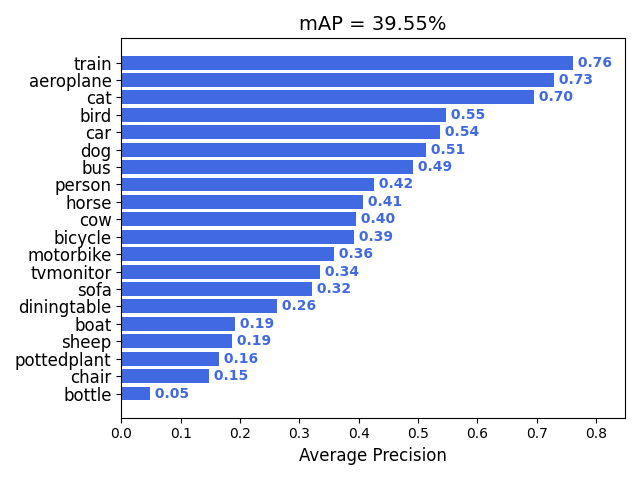 mAP = 39.55%
train 0.76
aeroplane 0.73
cat 0.70
bird 0.55
car 0.54
dog 0.51
bus 0.49
person 0.42
horse 0.41
cow 0.40
bicycle 0.39
motorbike 0.36
tvmonitor 0.34
sofa 0.32
diningtable 0.26
boat 0.19
sheep 0.19
pottedplant 0.16
chair 0.15
bottle 0.05
0.0 0.1 0.2 0.3 0.4 0.5 0.6 0.7 0.8
Average Precision